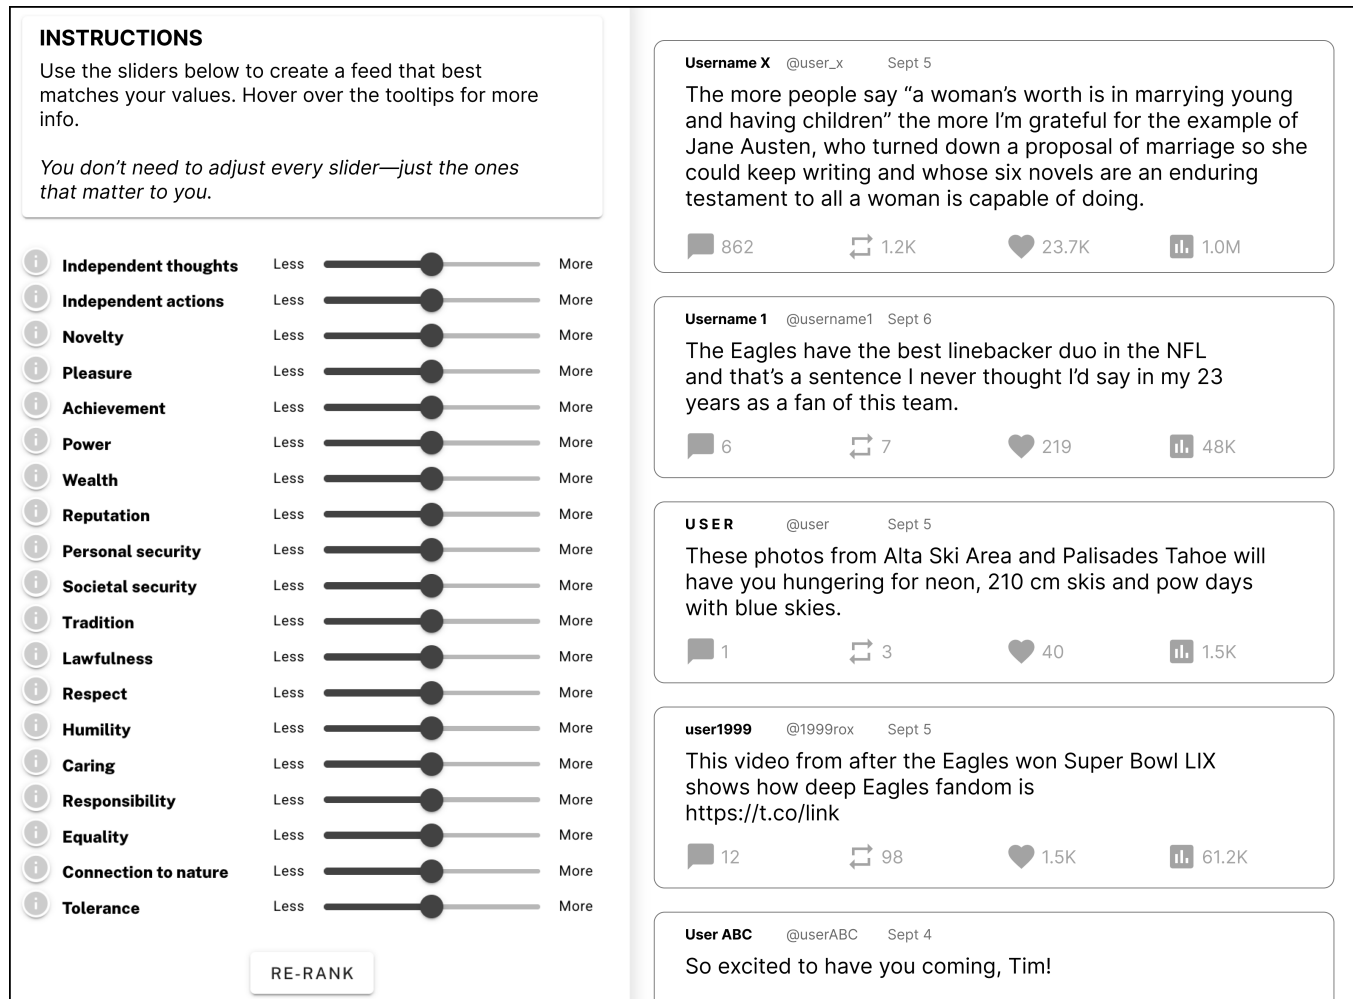 INSTRUCTIONS
Use the sliders below to create a feed that best
matches your values. Hover over the tooltips for more
info.
You don’t need to adjust every slider—just the ones
that matter to you.
Independent thoughts Less More
Independent actions Less More
Novelty Less More
Pleasure Less More
Achievement Less More
Power Less More
Wealth Less More
Reputation Less More
Personal security Less More
Societal security Less More
Tradition Less More
Lawfulness Less More
Respect Less More
Humility Less More
Caring Less More
Responsibility Less More
Equality Less More
Connection to nature Less More
Tolerance Less More
RE-RANK
Username X @user_x Sept 5
The more people say “a woman’s worth is in marrying young
and having children” the more I’m grateful for the example of
Jane Austen, who turned down a proposal of marriage so she
could keep writing and whose six novels are an enduring
testament to all a woman is capable of doing.
862 1.2K 23.7K 1.0M
Username 1 @username1 Sept 6
The Eagles have the best linebacker duo in the NFL
and that’s a sentence I never thought I’d say in my 23
years as a fan of this team.
6 7 219 48K
U S E R @user Sept 5
These photos from Alta Ski Area and Palisades Tahoe will
have you hungering for neon, 210 cm skis and pow days
with blue skies.
1 3 40 1.5K
user1999 @1999rox Sept 5
This video from after the Eagles won Super Bowl LIX
shows how deep Eagles fandom is
https://t.co/link
12 98 1.5K 61.2K
User ABC @userABC Sept 4
So excited to have you coming, Tim!